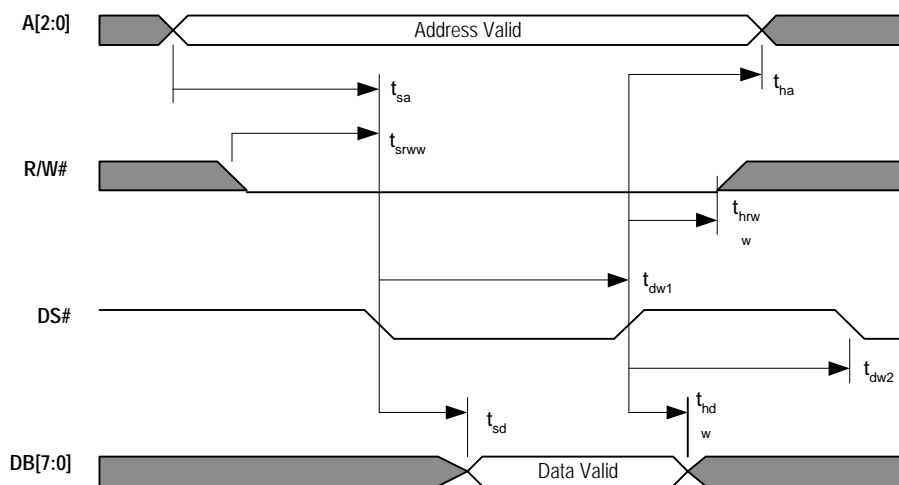 A[2:0]
Address Valid
t_sa
t_ha
t_srww
R/W#
t_hrw
w
t_dw1
DS#
t_dw2
t_sd
t_hd
w
DB[7:0]
Data Valid